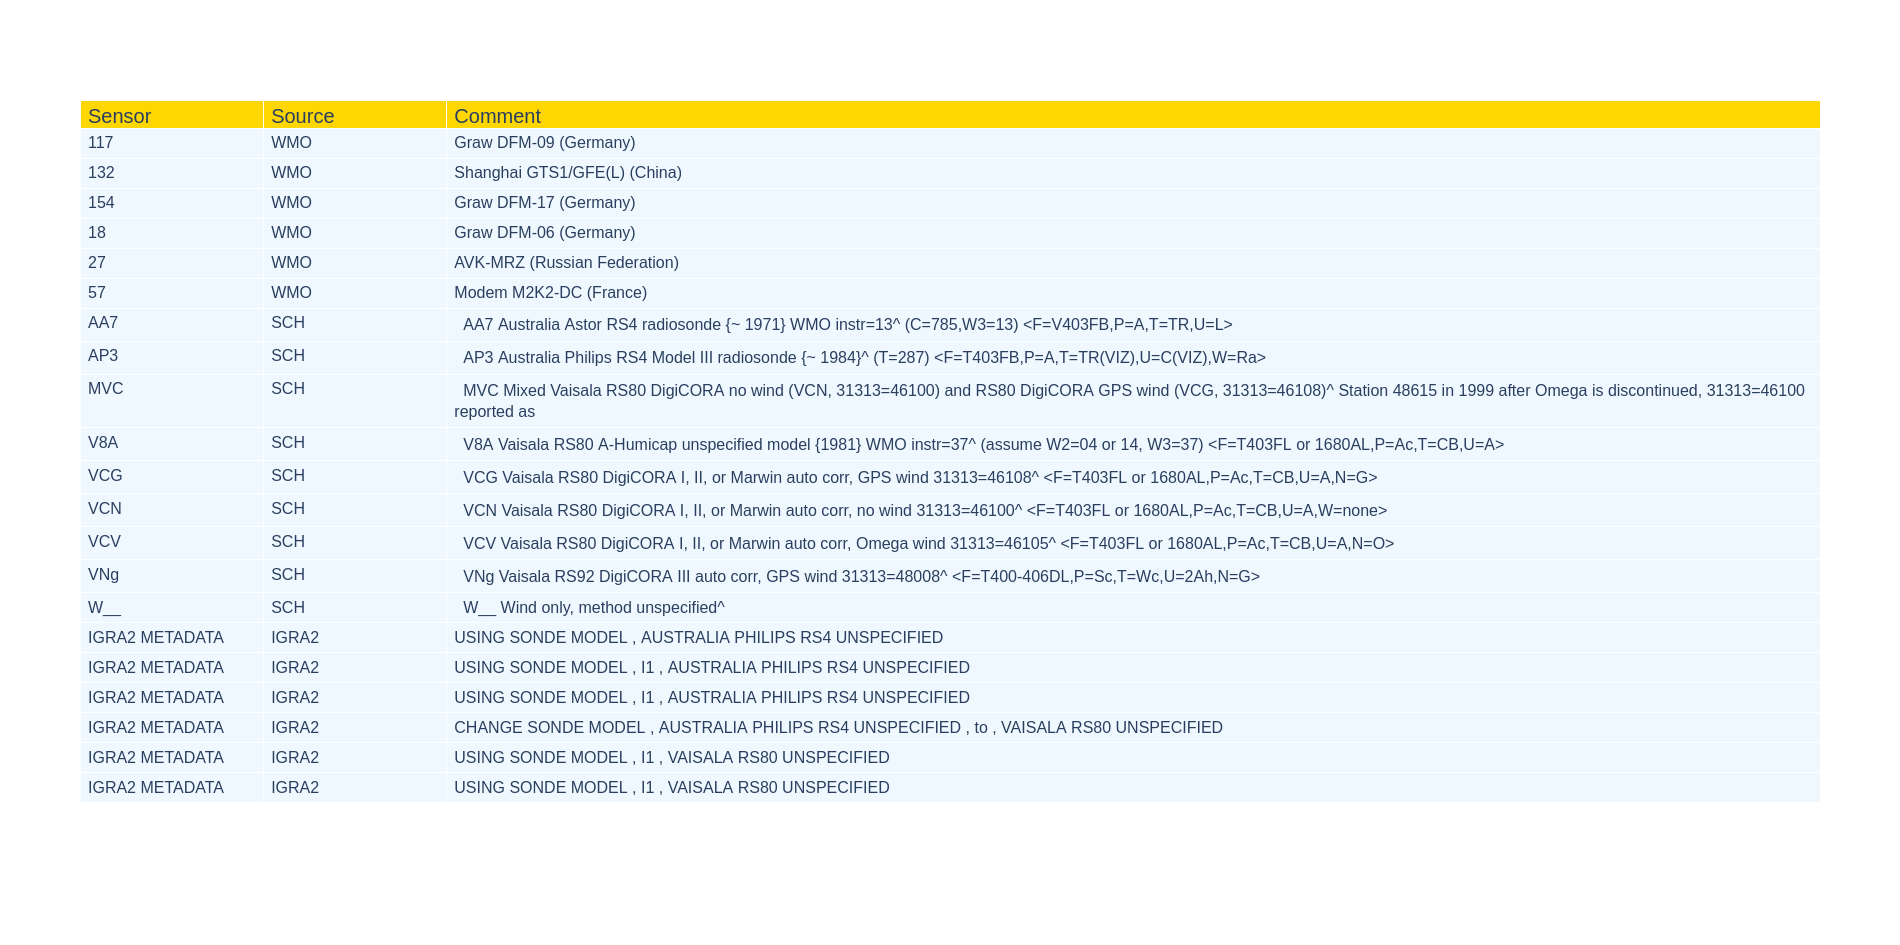 Sensor Source Comment
117 WMO Graw DFM-09 (Germany)
132 WMO Shanghai GTS1/GFE(L) (China)
154 WMO Graw DFM-17 (Germany)
18 WMO Graw DFM-06 (Germany)
27 WMO AVK-MRZ (Russian Federation)
57 WMO Modem M2K2-DC (France)
AA7 SCH AA7 Australia Astor RS4 radiosonde {~ 1971} WMO instr=13^ (C=785,W3=13) <F=V403FB,P=A,T=TR,U=L>
AP3 SCH AP3 Australia Philips RS4 Model III radiosonde {~ 1984}^ (T=287) <F=T403FB,P=A,T=TR(VIZ),U=C(VIZ),W=Ra>
MVC SCH MVC Mixed Vaisala RS80 DigiCORA no wind (VCN, 31313=46100) and RS80 DigiCORA GPS wind (VCG, 31313=46108)^ Station 48615 in 1999 after Omega is discontinued, 31313=46100
reported as
V8A SCH V8A Vaisala RS80 A-Humicap unspecified model {1981} WMO instr=37^ (assume W2=04 or 14, W3=37) <F=T403FL or 1680AL,P=Ac,T=CB,U=A>
VCG SCH VCG Vaisala RS80 DigiCORA I, II, or Marwin auto corr, GPS wind 31313=46108^ <F=T403FL or 1680AL,P=Ac,T=CB,U=A,N=G>
VCN SCH VCN Vaisala RS80 DigiCORA I, II, or Marwin auto corr, no wind 31313=46100^ <F=T403FL or 1680AL,P=Ac,T=CB,U=A,W=none>
VCV SCH VCV Vaisala RS80 DigiCORA I, II, or Marwin auto corr, Omega wind 31313=46105^ <F=T403FL or 1680AL,P=Ac,T=CB,U=A,N=O>
VNg SCH VNg Vaisala RS92 DigiCORA III auto corr, GPS wind 31313=48008^ <F=T400-406DL,P=Sc,T=Wc,U=2Ah,N=G>
W__ SCH W__ Wind only, method unspecified^
IGRA2 METADATA IGRA2 USING SONDE MODEL , AUSTRALIA PHILIPS RS4 UNSPECIFIED
IGRA2 METADATA IGRA2 USING SONDE MODEL , I1 , AUSTRALIA PHILIPS RS4 UNSPECIFIED
IGRA2 METADATA IGRA2 USING SONDE MODEL , I1 , AUSTRALIA PHILIPS RS4 UNSPECIFIED
IGRA2 METADATA IGRA2 CHANGE SONDE MODEL , AUSTRALIA PHILIPS RS4 UNSPECIFIED , to , VAISALA RS80 UNSPECIFIED
IGRA2 METADATA IGRA2 USING SONDE MODEL , I1 , VAISALA RS80 UNSPECIFIED
IGRA2 METADATA IGRA2 USING SONDE MODEL , I1 , VAISALA RS80 UNSPECIFIED